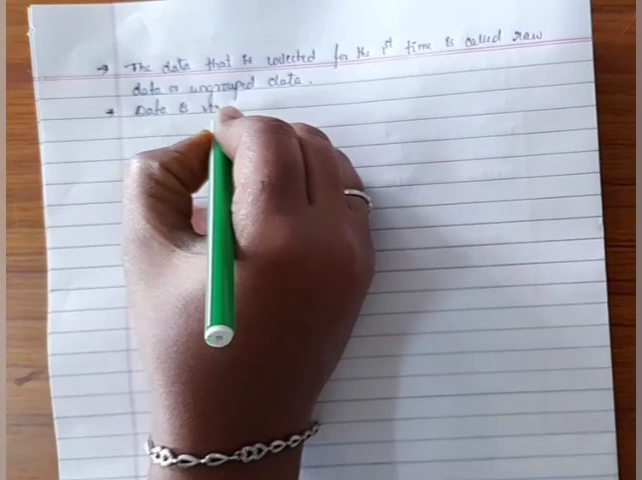 → The data that is collected for the 1st time is called raw
data or ungrouped data.
→ Data is